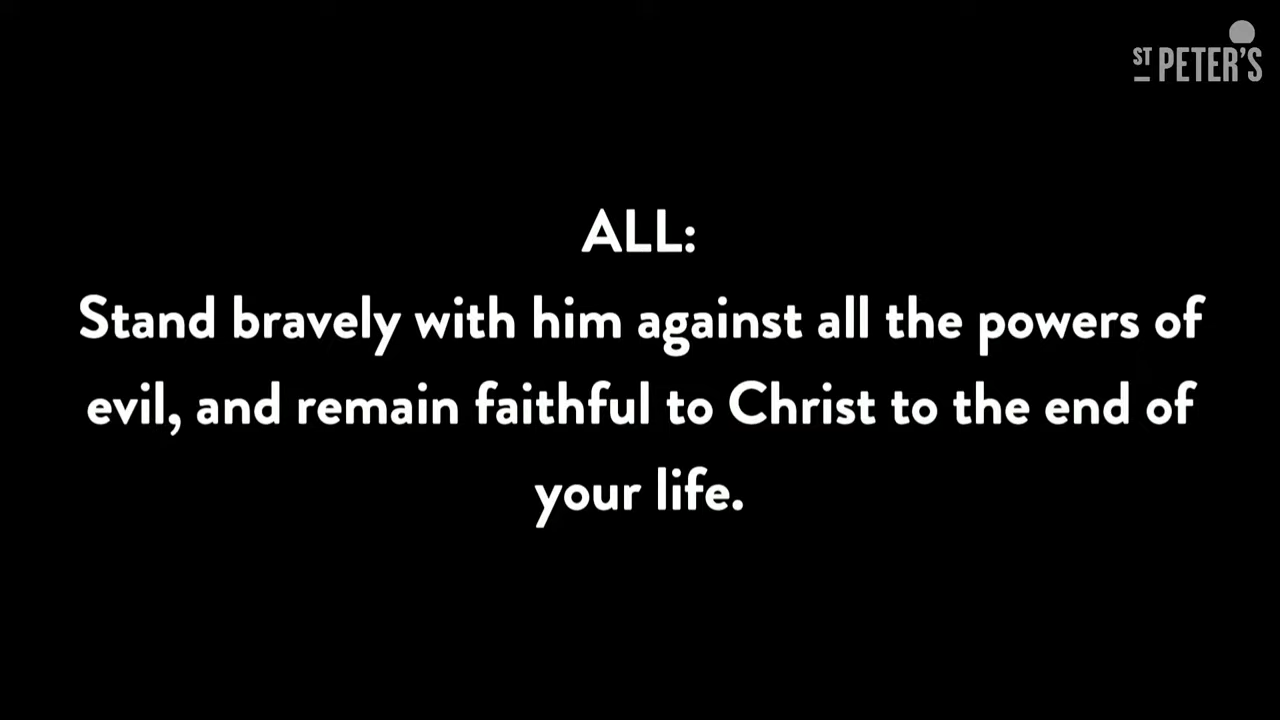 ST PETER'S
ALL:
Stand bravely with him against all the powers of
evil, and remain faithful to Christ to the end of
your life.